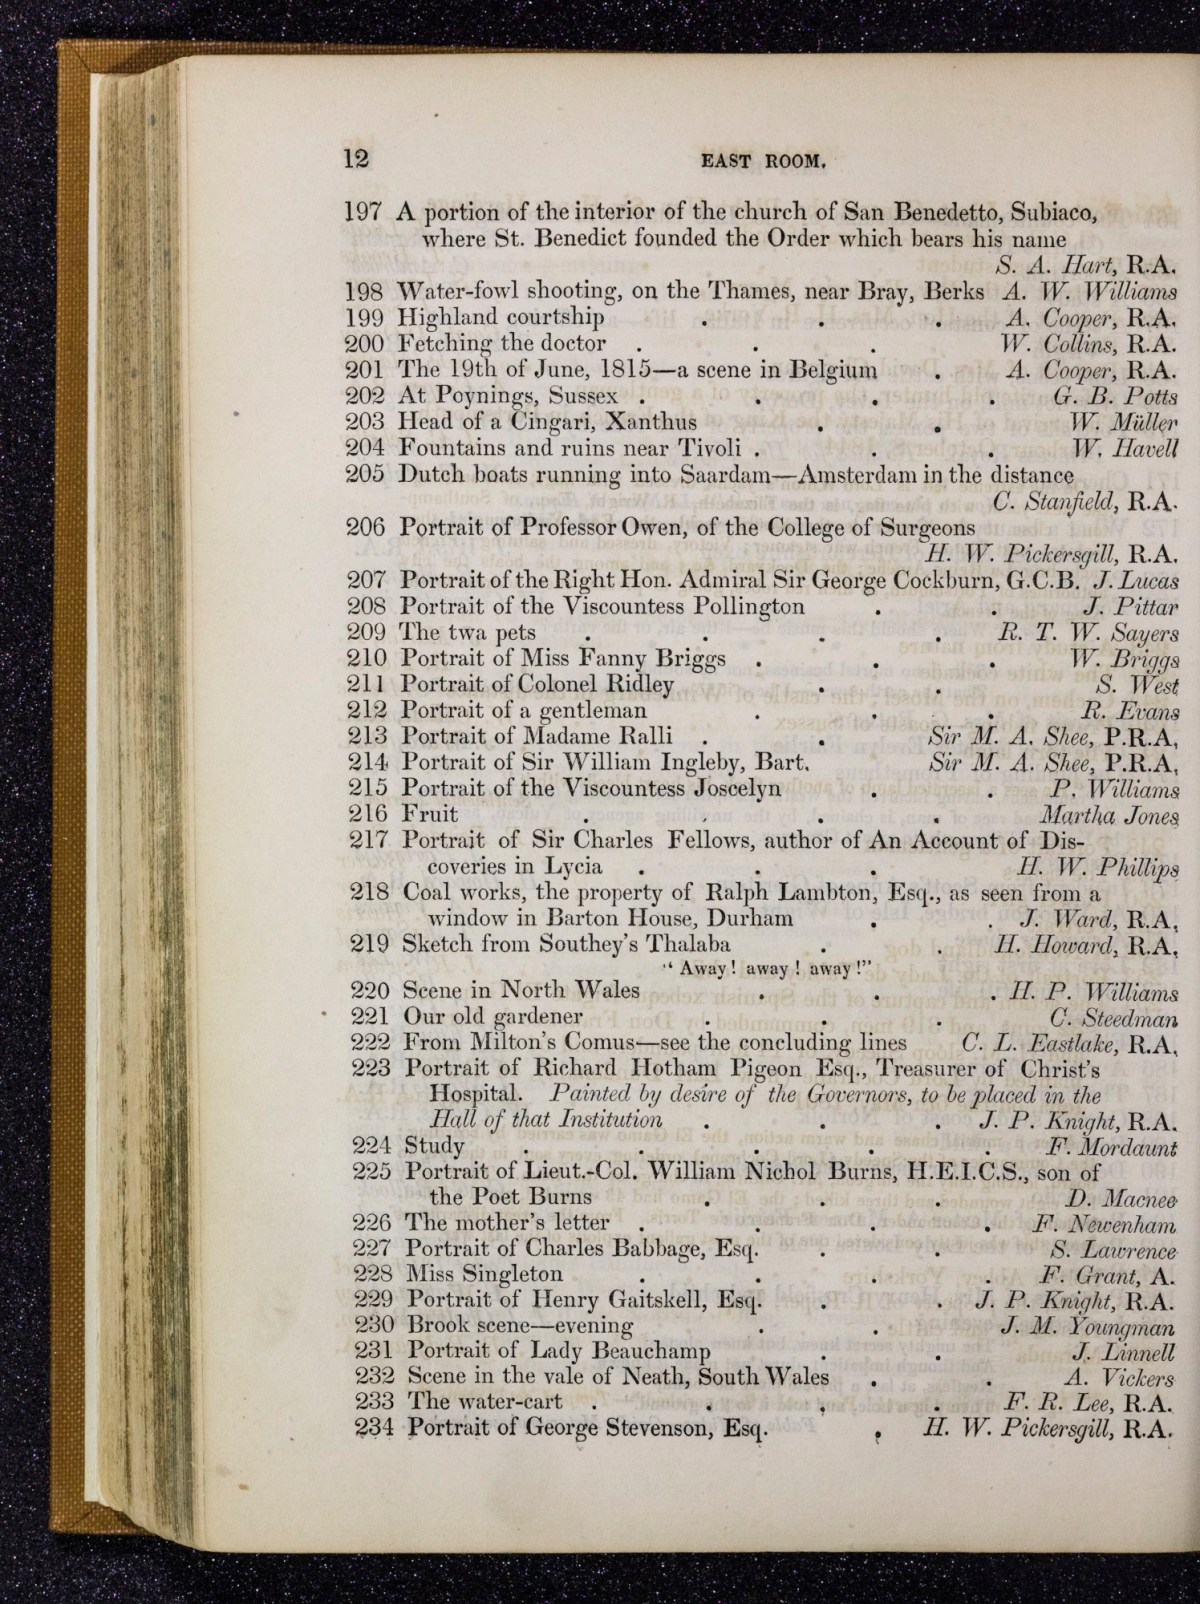 12 EAST ROOM.
197 A portion of the interior of the church of San Benedetto, Subiaco,
where St. Benedict founded the Order which bears his name
S. A. Hart, R.A.
198 Water-fowl shooting, on the Thames, near Bray, Berks A. W. Williams
199 Highland courtship . . . A. Cooper, R.A.
200 Fetching the doctor . . . W. Collins, R.A.
201 The 19th of June, 1815—a scene in Belgium . A. Cooper, R.A.
202 At Poynings, Sussex . . . . G. B. Potts
203 Head of a Cingari, Xanthus . . W. Müller
204 Fountains and ruins near Tivoli . . . W. Havell
205 Dutch boats running into Saardam—Amsterdam in the distance
C. Stanfield, R.A.
206 Portrait of Professor Owen, of the College of Surgeons
H. W. Pickersgill, R.A.
207 Portrait of the Right Hon. Admiral Sir George Cockburn, G.C.B. J. Lucas
208 Portrait of the Viscountess Pollington . . J. Pittar
209 The twa pets . . . . R. T. W. Sayers
210 Portrait of Miss Fanny Briggs . . . W. Briggs
211 Portrait of Colonel Ridley . . S. West
212 Portrait of a gentleman . . . R. Evans
213 Portrait of Madame Ralli . . Sir M. A. Shee, P.R.A.
214 Portrait of Sir William Ingleby, Bart. Sir M. A. Shee, P.R.A.
215 Portrait of the Viscountess Joscelyn . . P. Williams
216 Fruit . . . . Martha Jones
217 Portrait of Sir Charles Fellows, author of An Account of Dis-
coveries in Lycia . . . H. W. Phillips
218 Coal works, the property of Ralph Lambton, Esq., as seen from a
window in Barton House, Durham . . J. Ward, R.A.
219 Sketch from Southey's Thalaba . . H. Howard, R.A.
"Away! away! away!"
220 Scene in North Wales . . . H. P. Williams
221 Our old gardener . . . C. Steedman
222 From Milton's Comus—see the concluding lines C. L. Eastlake, R.A.
223 Portrait of Richard Hotham Pigeon Esq., Treasurer of Christ's
Hospital. Painted by desire of the Governors, to be placed in the
Hall of that Institution . . . J. P. Knight, R.A.
224 Study . . . . . F. Mordaunt
225 Portrait of Lieut.-Col. William Nichol Burns, H.E.I.C.S., son of
the Poet Burns . . . D. Macnee
226 The mother's letter . . . . F. Newenham
227 Portrait of Charles Babbage, Esq. . . S. Lawrence
228 Miss Singleton . . . . F. Grant, A.
229 Portrait of Henry Gaitskell, Esq. . . J. P. Knight, R.A.
230 Brook scene—evening . . J. M. Youngman
231 Portrait of Lady Beauchamp . . J. Linnell
232 Scene in the vale of Neath, South Wales . . A. Vickers
233 The water-cart . . . . F. R. Lee, R.A.
234 Portrait of George Stevenson, Esq. . H. W. Pickersgill, R.A.